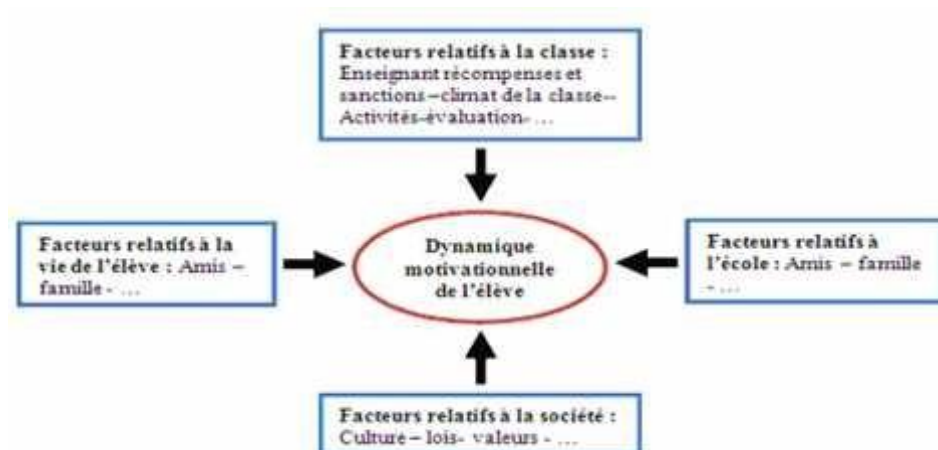 Facteurs relatifs à la classe :
Enseignant récompenses et
sanctions –climat de la classe--
Activités-évaluation- ...
Facteurs relatifs à la
vie de l'élève : Amis –
famille - ...
Dynamique
motivationnelle
de l'élève
Facteurs relatifs à
l'école : Amis – famille
- ...
Facteurs relatifs à la société :
Culture – lois- valeurs - ...